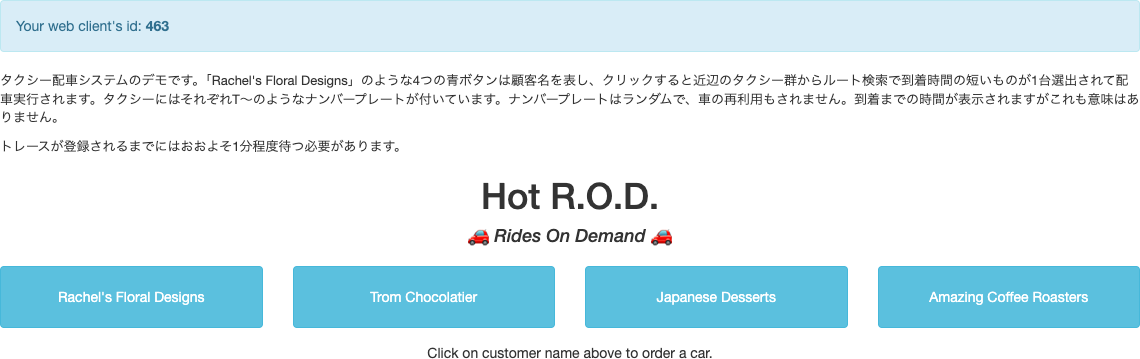 Your web client's id: 463
タクシー配車システムのデモです。「Rachel's Floral Designs」のような4つの青ボタンは顧客名を表し、クリックすると近辺のタクシー群からルート検索で到着時間の短いものが1台選出されて配
車実行されます。タクシーにはそれぞれT〜のようなナンバープレートが付いています。ナンバープレートはランダムで、車の再利用もされません。到着までの時間が表示されますがこれも意味はあ
りません。
トレースが登録されるまでにはおおよそ1分程度待つ必要があります。
Hot R.O.D.
🚗 Rides On Demand 🚗
Rachel's Floral Designs
Trom Chocolatier
Japanese Desserts
Amazing Coffee Roasters
Click on customer name above to order a car.